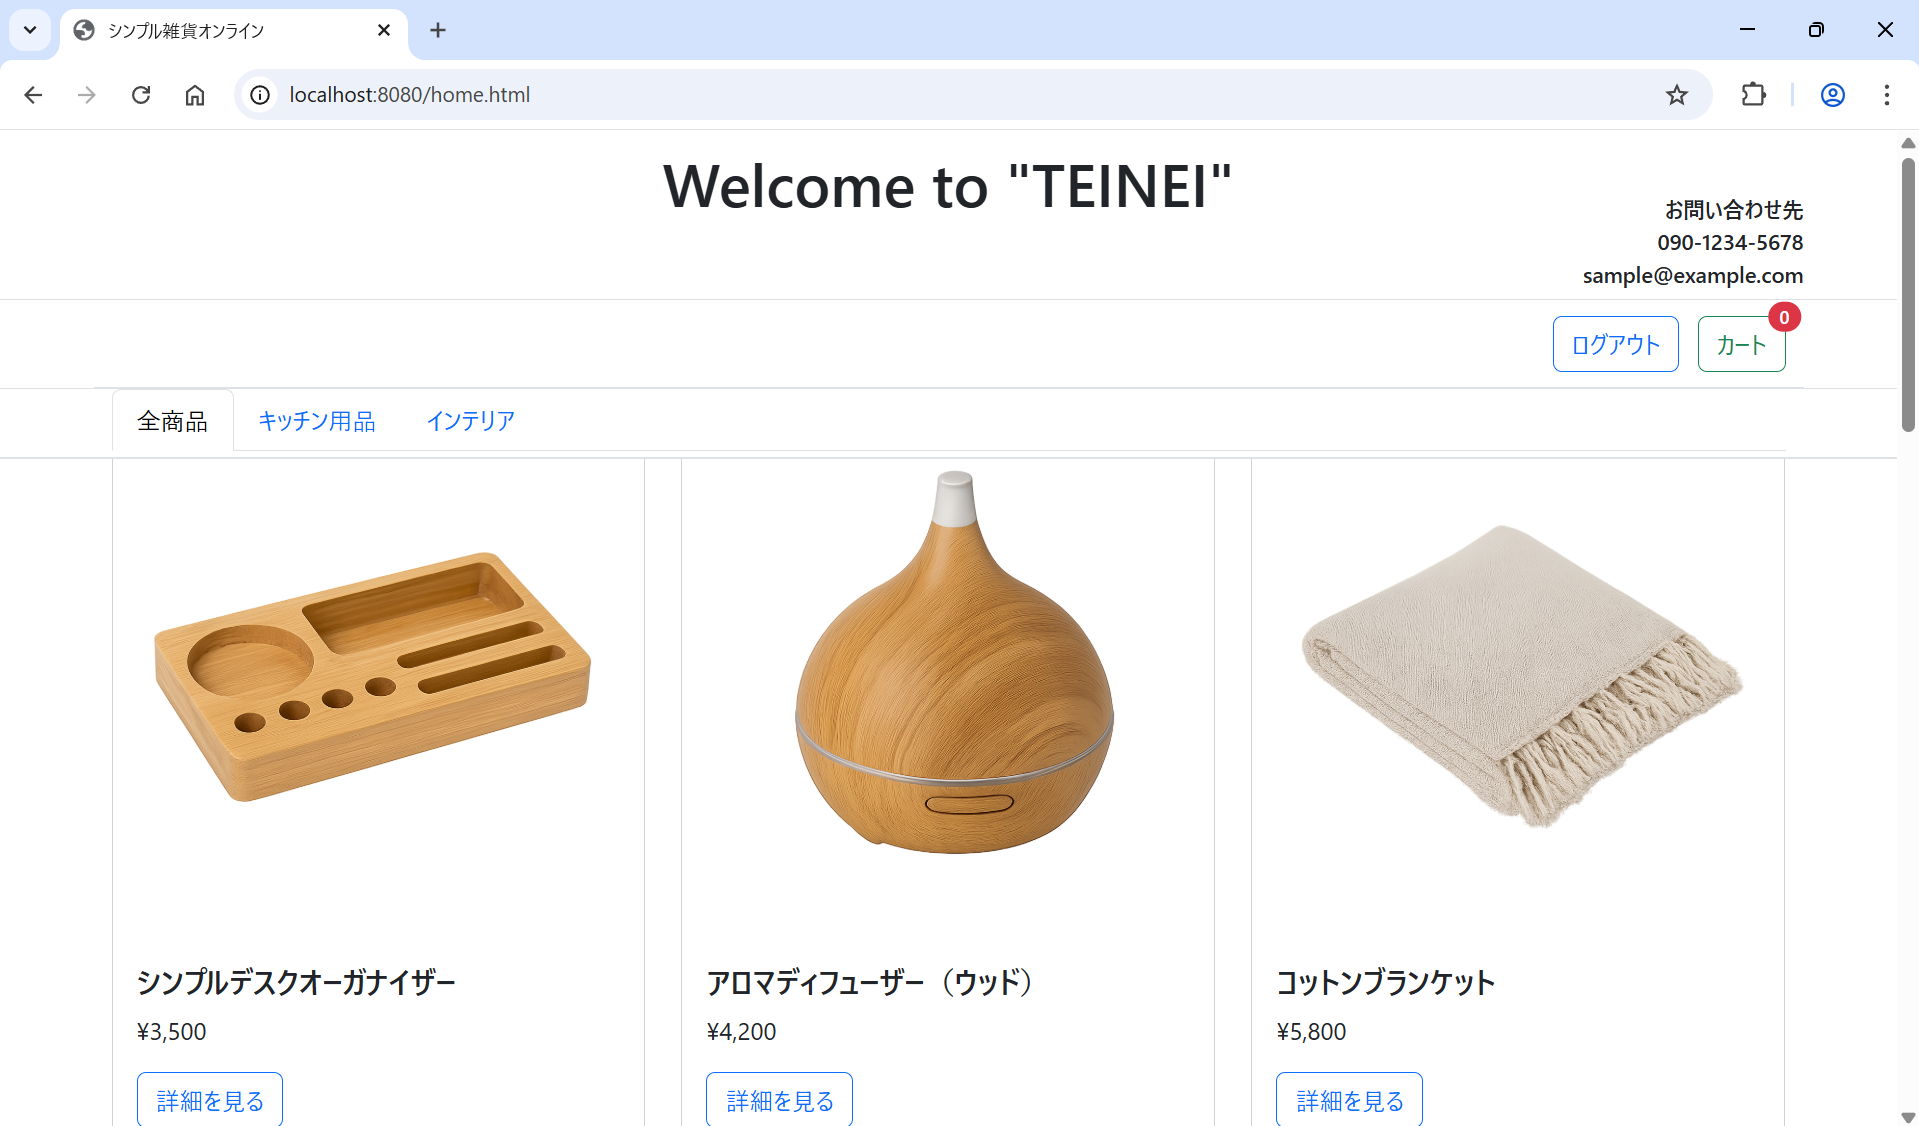 シンプル雑貨オンライン
localhost:8080/home.html
Welcome to "TEINEI"
お問い合わせ先
090-1234-5678
sample@example.com
ログアウト
カート
0
全商品
キッチン用品
インテリア
シンプルデスクオーガナイザー
¥3,500
詳細を見る
アロマディフューザー（ウッド）
¥4,200
詳細を見る
コットンブランケット
¥5,800
詳細を見る